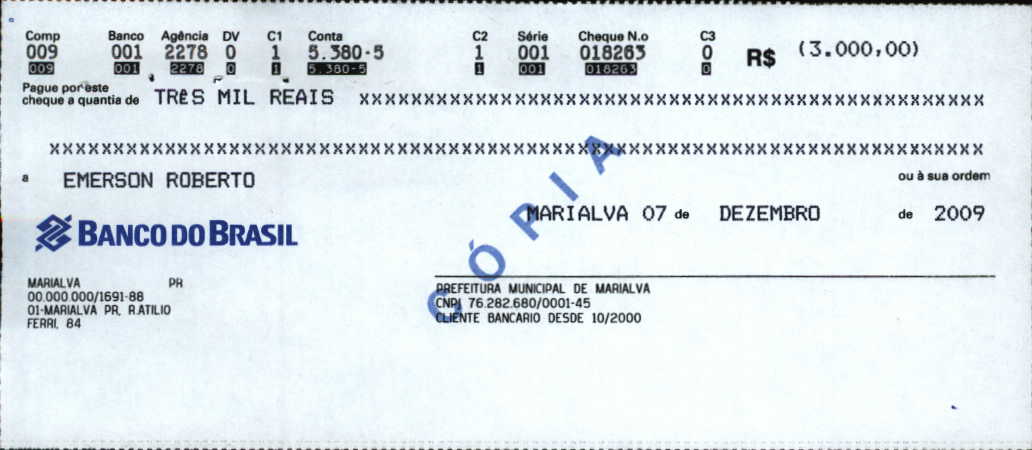 Comp Banco Agência DV C1 Conta C2 Série Cheque N.o C3
009 001 2278 0 1 5.380-5 1 001 018263 0 R$ (3.000,00)
009 001 2278 0 1 5.380-5 1 001 018263 0
Pague por este
cheque a quantia de TRêS MIL REAIS XXXXXXXXXXXXXXXXXXXXXXXXXXXXXXXXXXXXXXXXXXXXXXXX
XXXXXXXXXXXXXXXXXXXXXXXXXXXXXXXXXXXXXXXXXXXXXXXXXXXXXXXXXXXXXXXXXXXXXXXX
a EMERSON ROBERTO ou à sua ordem
MARIALVA 07 de DEZEMBRO de 2009
BANCO DO BRASIL
CÓPIA
MARIALVA PR
00.000.000/1691-88
01-MARIALVA PR, R.ATILIO
FERRI, 84
PREFEITURA MUNICIPAL DE MARIALVA
CNPJ 76.282.680/0001-45
CLIENTE BANCARIO DESDE 10/2000